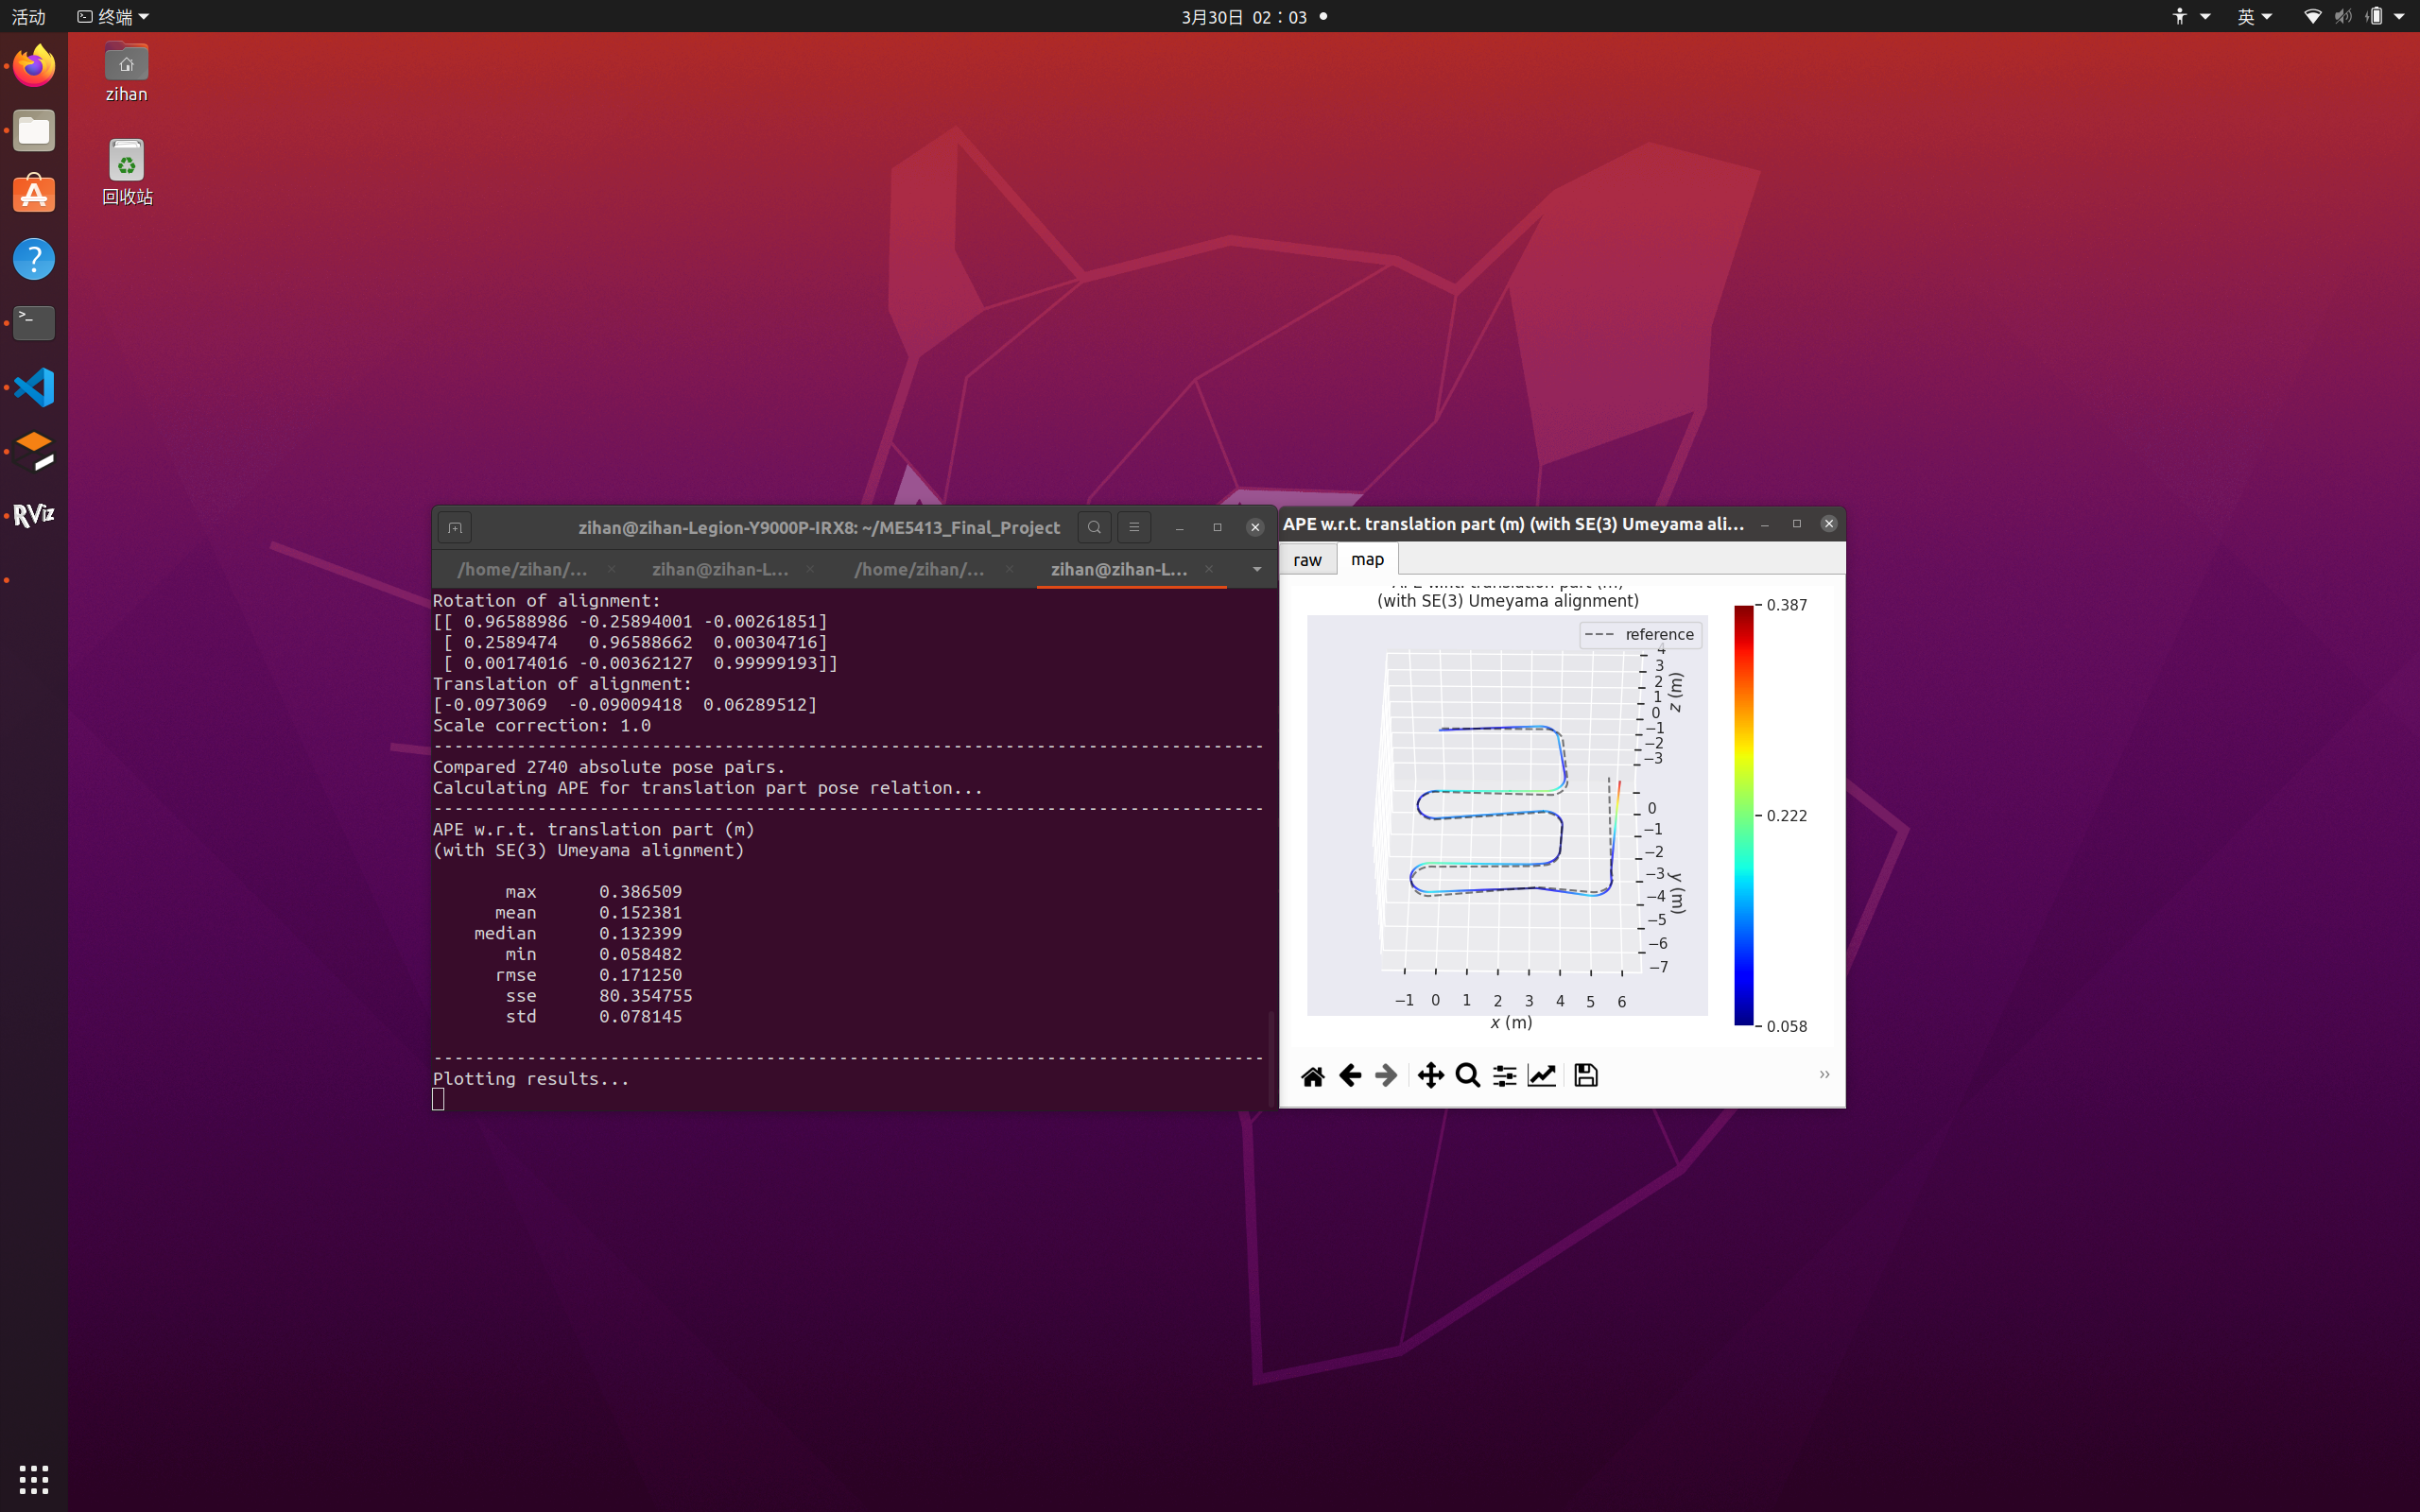 活动
终端
3月30日 02：03
英
zihan
回收站
RViz
zihan@zihan-Legion-Y9000P-IRX8: ~/ME5413_Final_Project
/home/zihan/...
zihan@zihan-L...
/home/zihan/...
zihan@zihan-L...
Rotation of alignment:
[[ 0.96588986 -0.25894001 -0.00261851]
 [ 0.2589474   0.96588662  0.00304716]
 [ 0.00174016 -0.00362127  0.99999193]]
Translation of alignment:
[-0.0973069  -0.09009418  0.06289512]
Scale correction: 1.0
--------------------------------------------------------------------------------
Compared 2740 absolute pose pairs.
Calculating APE for translation part pose relation...
--------------------------------------------------------------------------------
APE w.r.t. translation part (m)
(with SE(3) Umeyama alignment)
max 0.386509
mean 0.152381
median 0.132399
min 0.058482
rmse 0.171250
sse 80.354755
std 0.078145
--------------------------------------------------------------------------------
Plotting results...
APE w.r.t. translation part (m) (with SE(3) Umeyama ali...
raw
map
APE w.r.t. translation part (m)
(with SE(3) Umeyama alignment)
reference
4
3
2
1
0
−1
−2
−3
z (m)
0
−1
−2
−3
−4
−5
−6
−7
y (m)
−1 0 1 2 3 4 5 6
x (m)
0.387
0.222
0.058